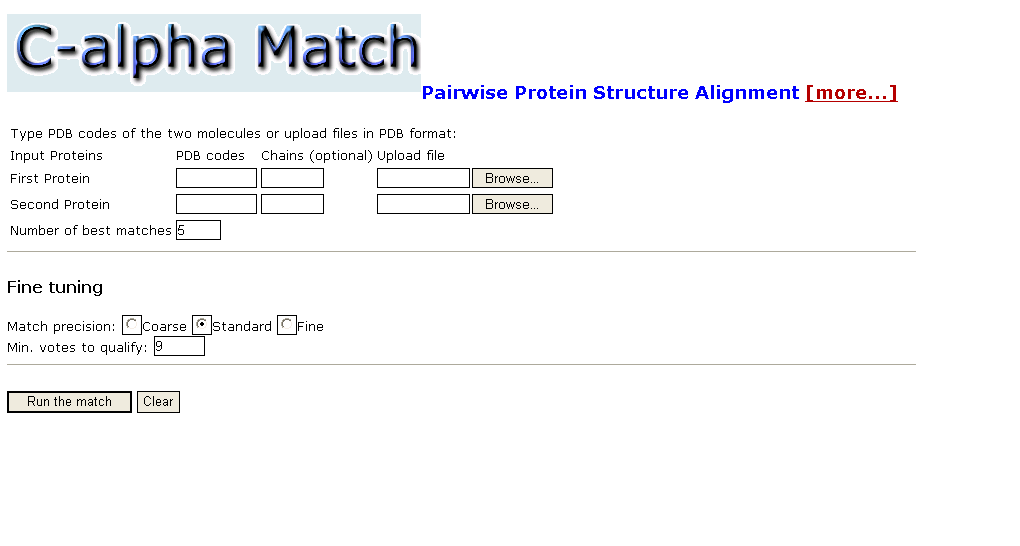 C-alpha Match
Pairwise Protein Structure Alignment [more...]
Type PDB codes of the two molecules or upload files in PDB format:
Input Proteins PDB codes Chains (optional) Upload file
First Protein Browse...
Second Protein Browse...
Number of best matches 5
Fine tuning
Match precision: Coarse Standard Fine
Min. votes to qualify: 9
Run the match Clear